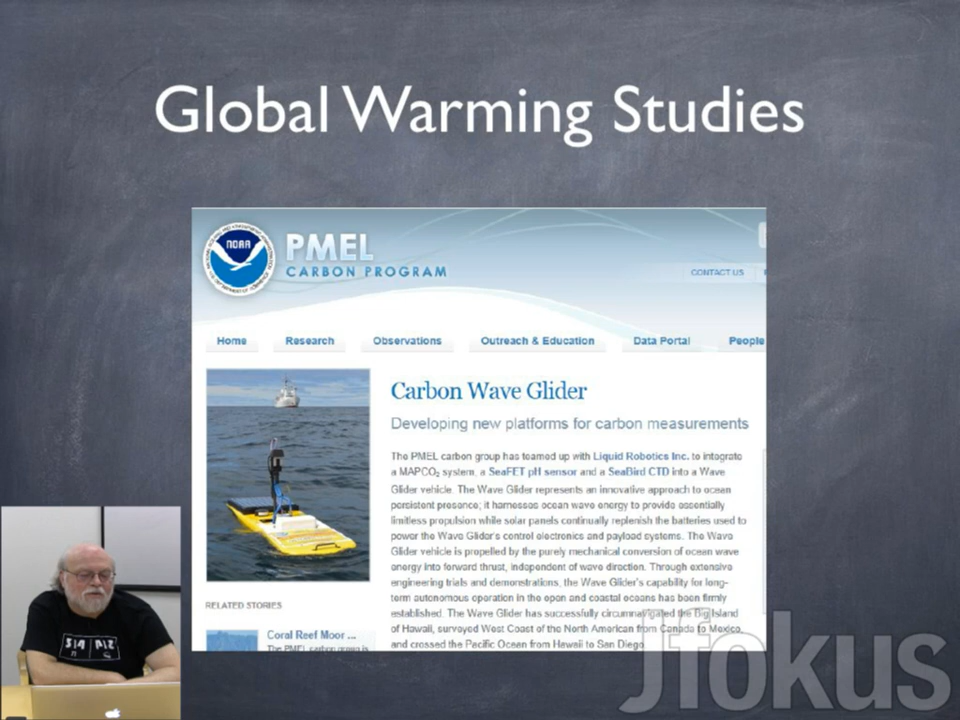 Global Warming Studies
NOAA
PMEL
CARBON PROGRAM
CONTACT US
Home Research Observations Outreach & Education Data Portal People
Carbon Wave Glider
Developing new platforms for carbon measurements
The PMEL carbon group has teamed up with Liquid Robotics Inc. to integrate
a MAPCO₂ system, a SeaFET pH sensor and a SeaBird CTD into a Wave
Glider vehicle. The Wave Glider represents an innovative approach to ocean
persistent presence; it harnesses ocean wave energy to provide essentially
limitless propulsion while solar panels continually replenish the batteries used to
power the Wave Glider's control electronics and payload systems. The Wave
Glider vehicle is propelled by the purely mechanical conversion of ocean wave
energy into forward thrust, independent of wave direction. Through extensive
engineering trials and demonstrations, the Wave Glider's capability for long-
term autonomous operation in the open and coastal oceans has been firmly
established. The Wave Glider has successfully circumnavigated the Big Island
of Hawaii, surveyed West Coast of the North American from Canada to Mexico,
and crossed the Pacific Ocean from Hawaii to San Diego
RELATED STORIES
Coral Reef Moor ...
The PMEL carbon group is
Jfokus